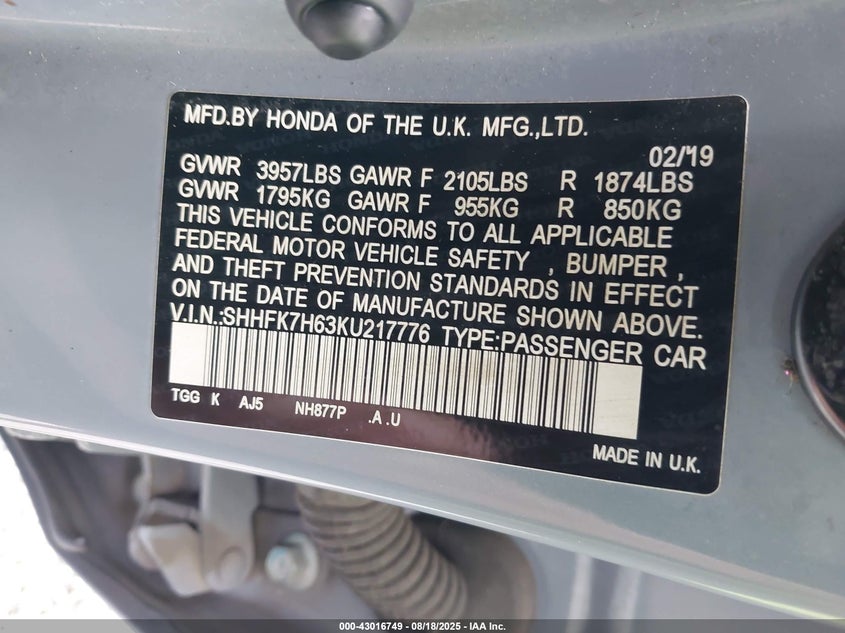 MFD.BY HONDA OF THE U.K. MFG.,LTD.
02/'19
GVWR 3957LBS GAWR F 2105LBS R 1874LBS
GVWR 1795KG GAWR F 955KG R 850KG
THIS VEHICLE CONFORMS TO ALL APPLICABLE
FEDERAL MOTOR VEHICLE SAFETY , BUMPER ,
AND THEFT PREVENTION STANDARDS IN EFFECT
ON THE DATE OF MANUFACTURE SHOWN ABOVE.
V.I.N.:SHHFK7H63KU217776 TYPE:PASSENGER CAR
TGG K AJ5 NH877P .A .U
MADE IN U.K.
000-43016749 - 08/18/2025 - IAA Inc.